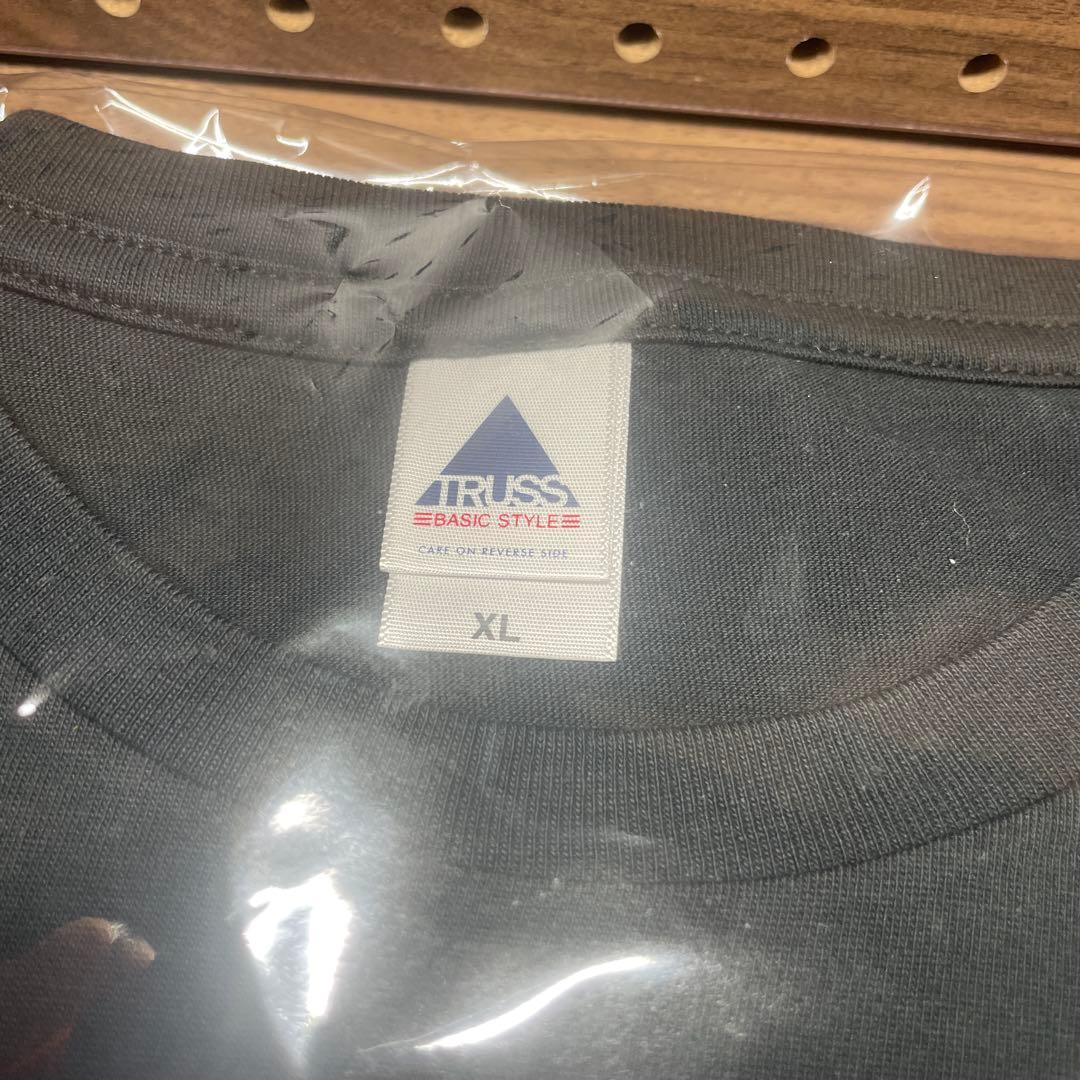 TRUSS
BASIC STYLE
CARE ON REVERSE SIDE
XL